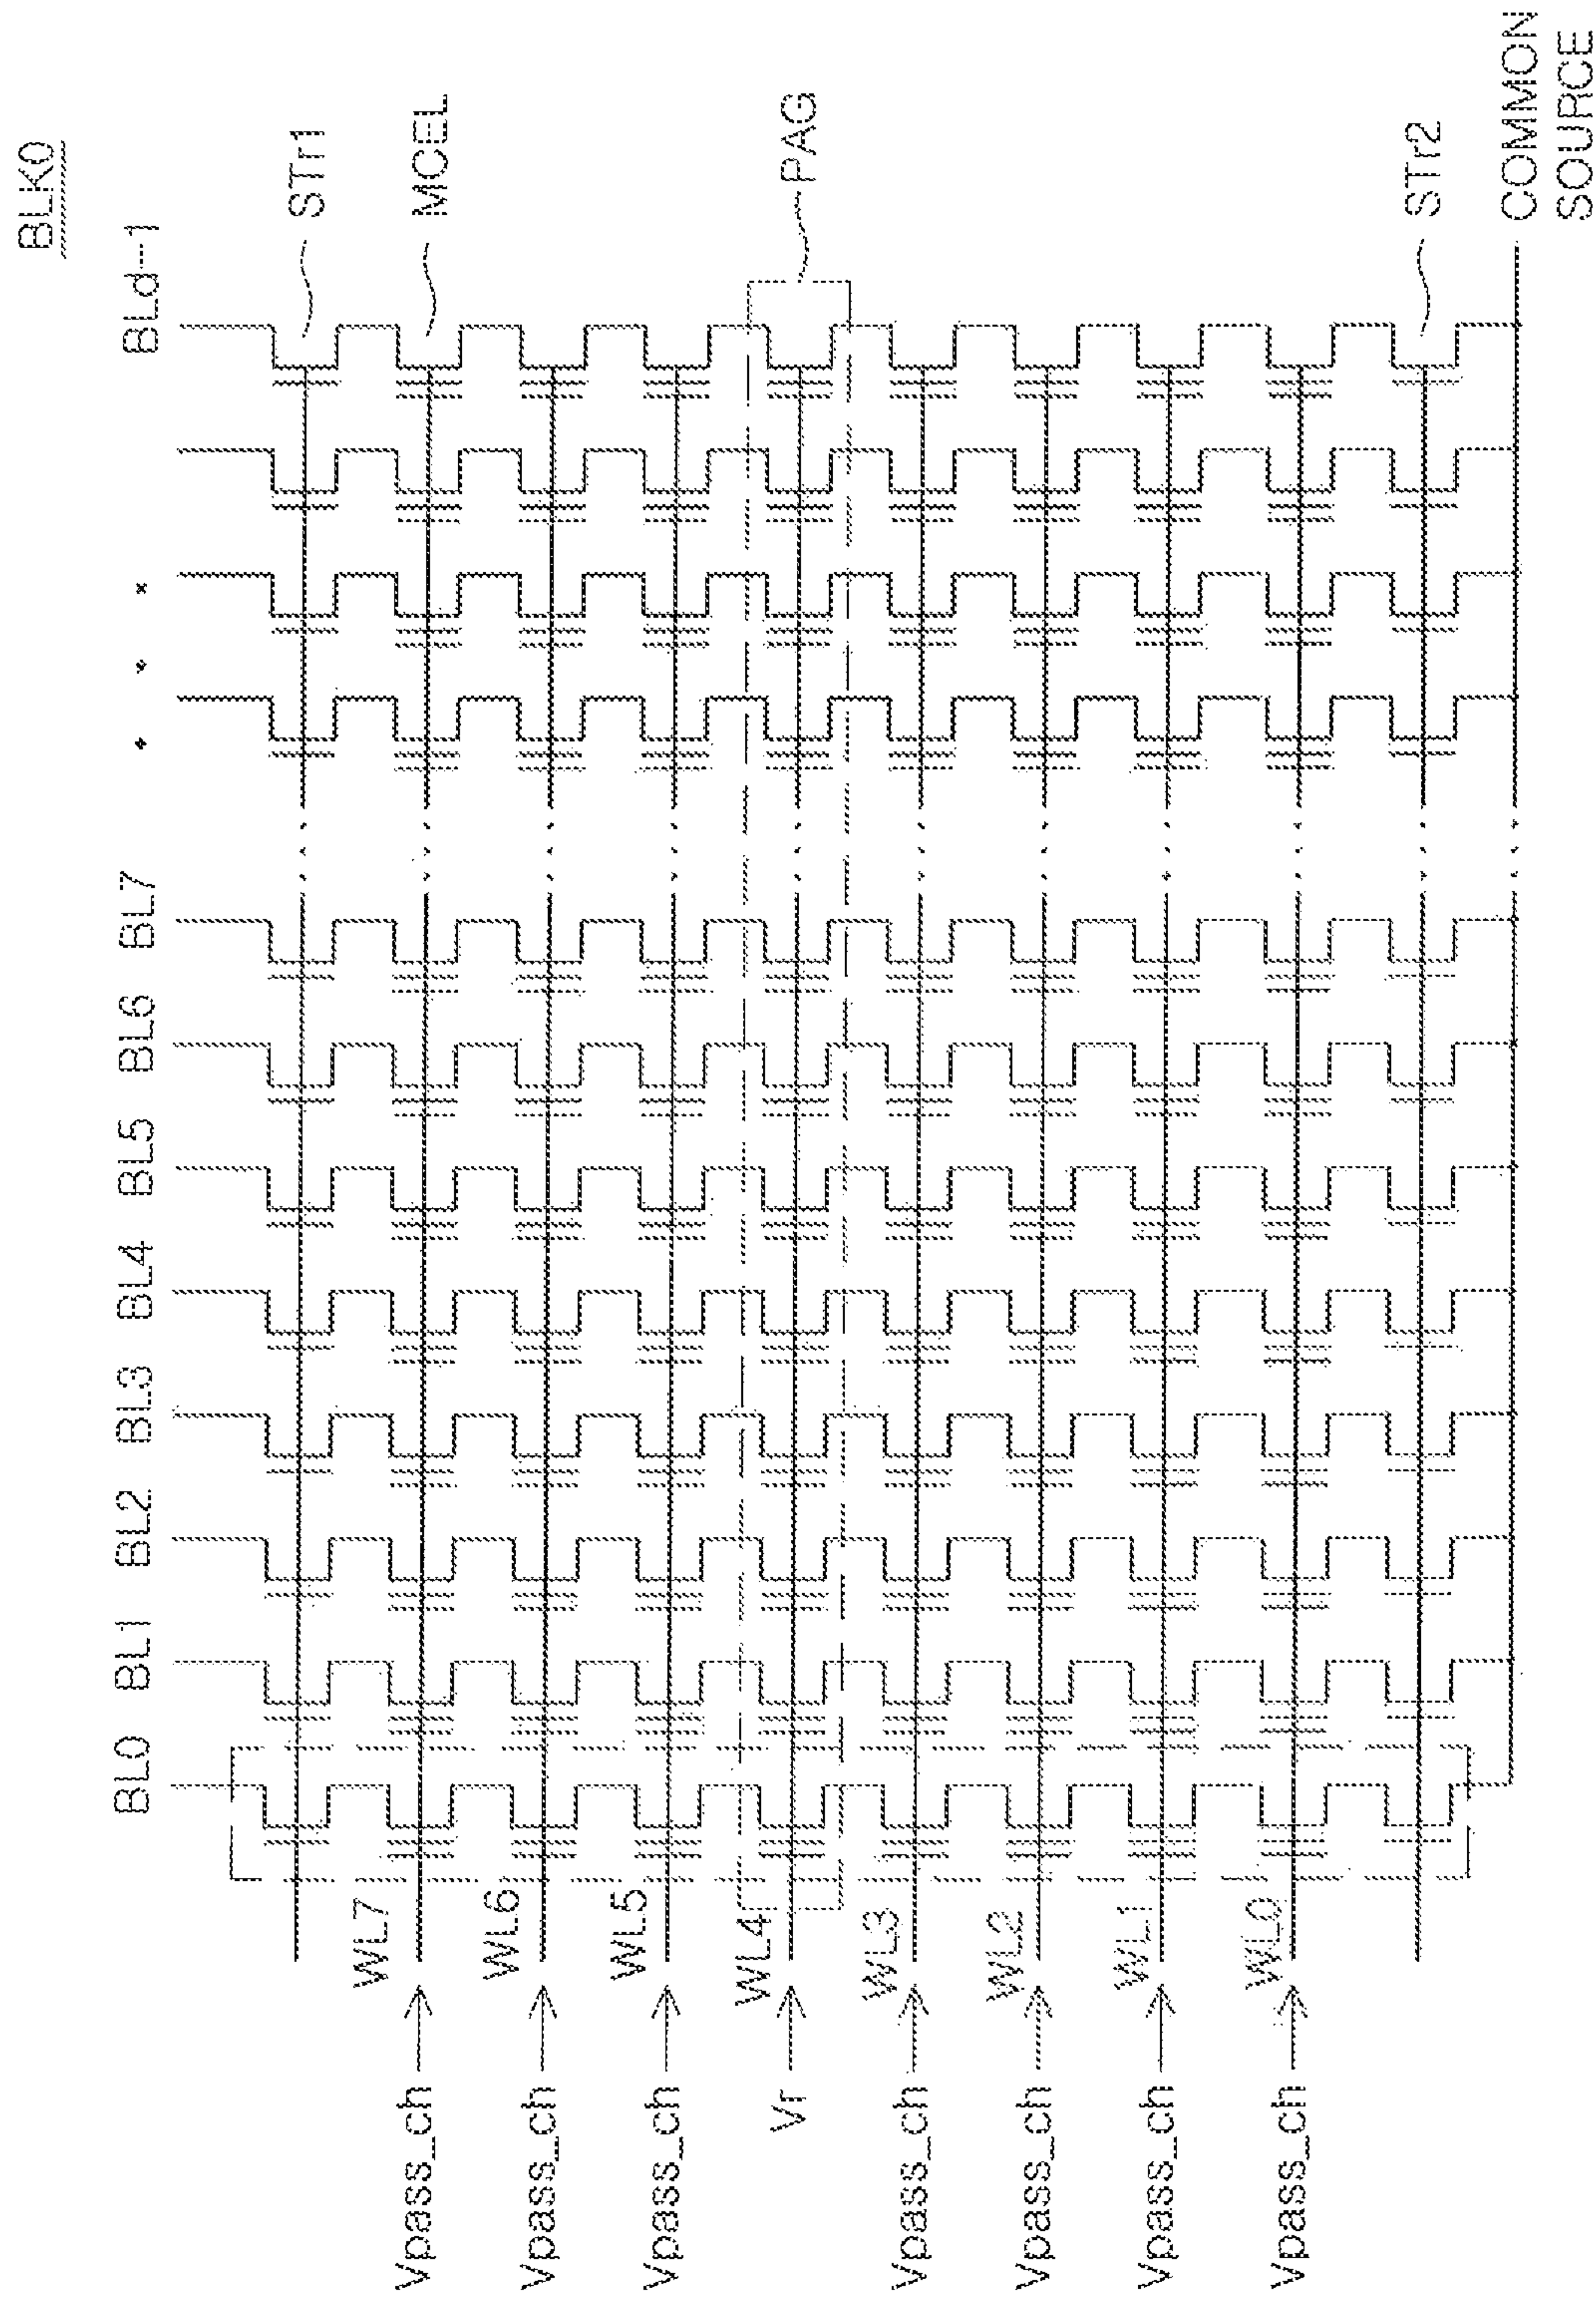 BLK0
BL0 BL1 BL2 BL3 BL4 BL5 BL6 BL7 BLd-1
STr1
Vpass_ch WL7 MCEL
Vpass_ch WL6
Vpass_ch WL5
Vr WL4 PAG
Vpass_ch WL3
Vpass_ch WL2
Vpass_ch WL1
Vpass_ch WL0
STr2
COMMON
SOURCE